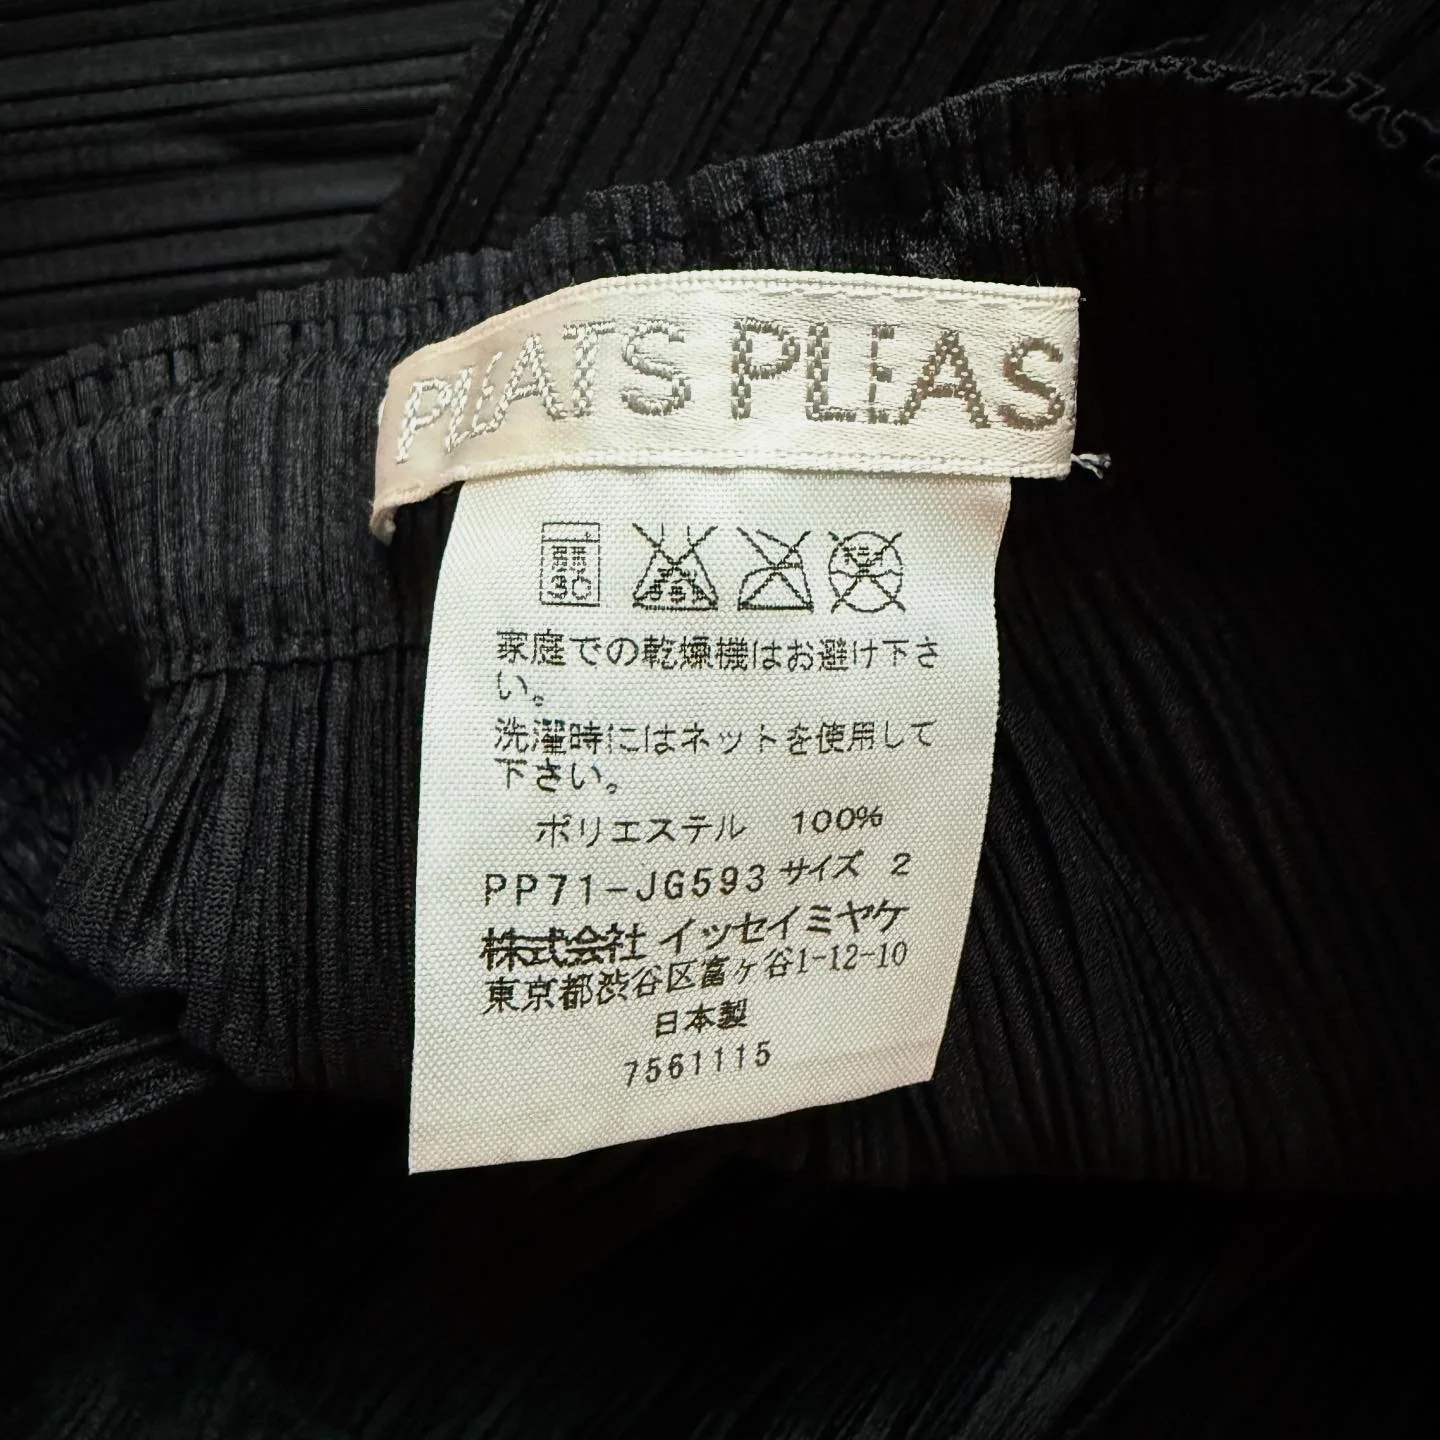 PLEATS PLEAS
弱
30
家庭での乾燥機はお避け下さ
い。
洗濯時にはネットを使用して
下さい。
ポリエステル 100%
PP71-JG593 サイズ 2
株式会社 イッセイミヤケ
東京都渋谷区富ヶ谷1-12-10
日本製
7561115